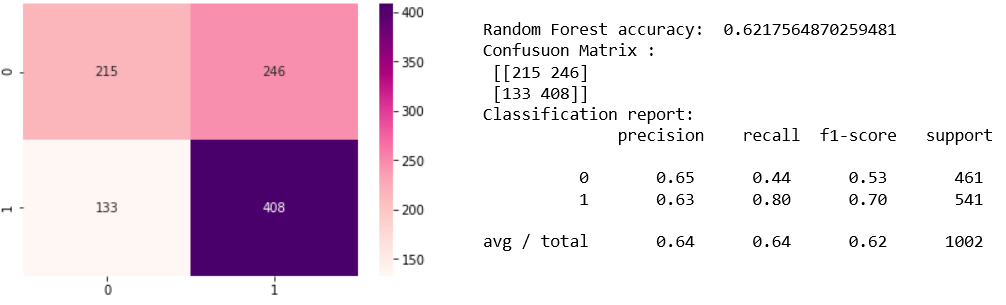 0
215
246
1
133
408
0
1
400
350
300
250
200
150
Random Forest accuracy:  0.6217564870259481
Confusuon Matrix :
[[215 246]
[133 408]]
Classification report:
precision recall f1-score support
0 0.65 0.44 0.53 461
1 0.63 0.80 0.70 541
avg / total 0.64 0.64 0.62 1002